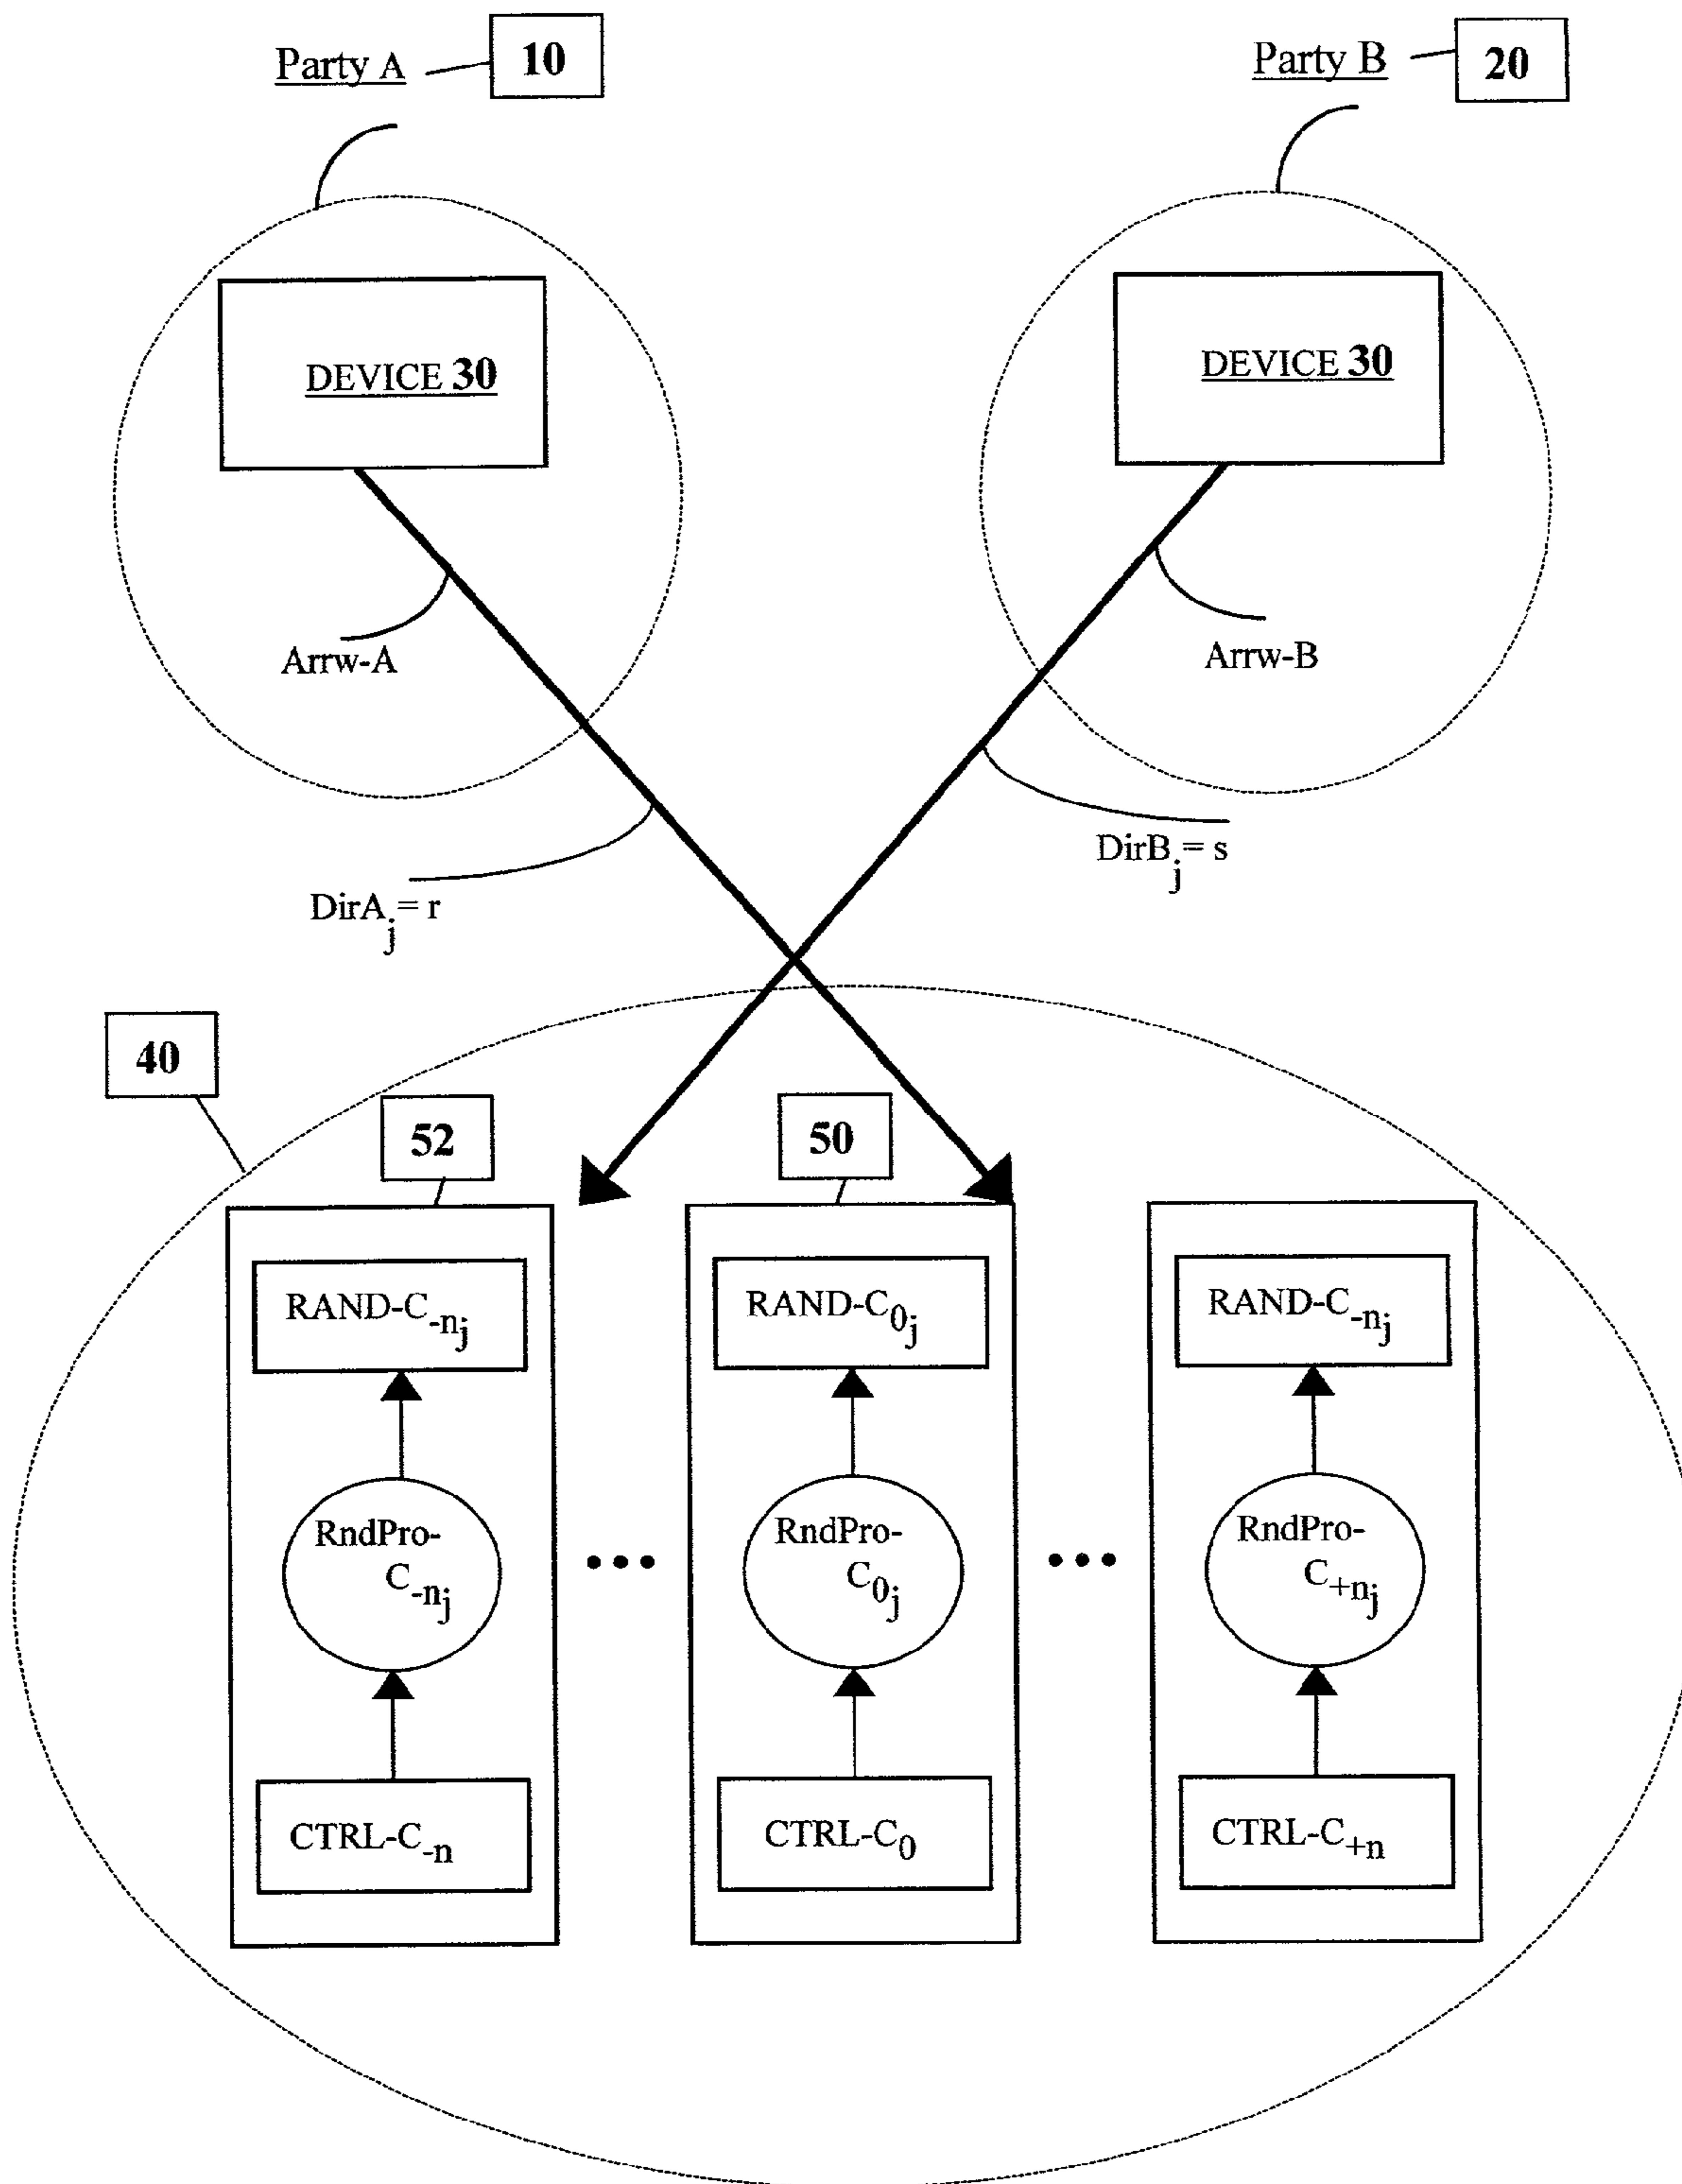 Party A
10
Party B
20
DEVICE 30
DEVICE 30
Arrw-A
Arrw-B
DirA_j = r
DirB_j = s
40
52
50
RAND-C_-n_j
RAND-C_0_j
RAND-C_-n_j
RndPro-
C_-n_j
•••
RndPro-
C_0_j
•••
RndPro-
C_+n_j
CTRL-C_-n
CTRL-C_0
CTRL-C_+n